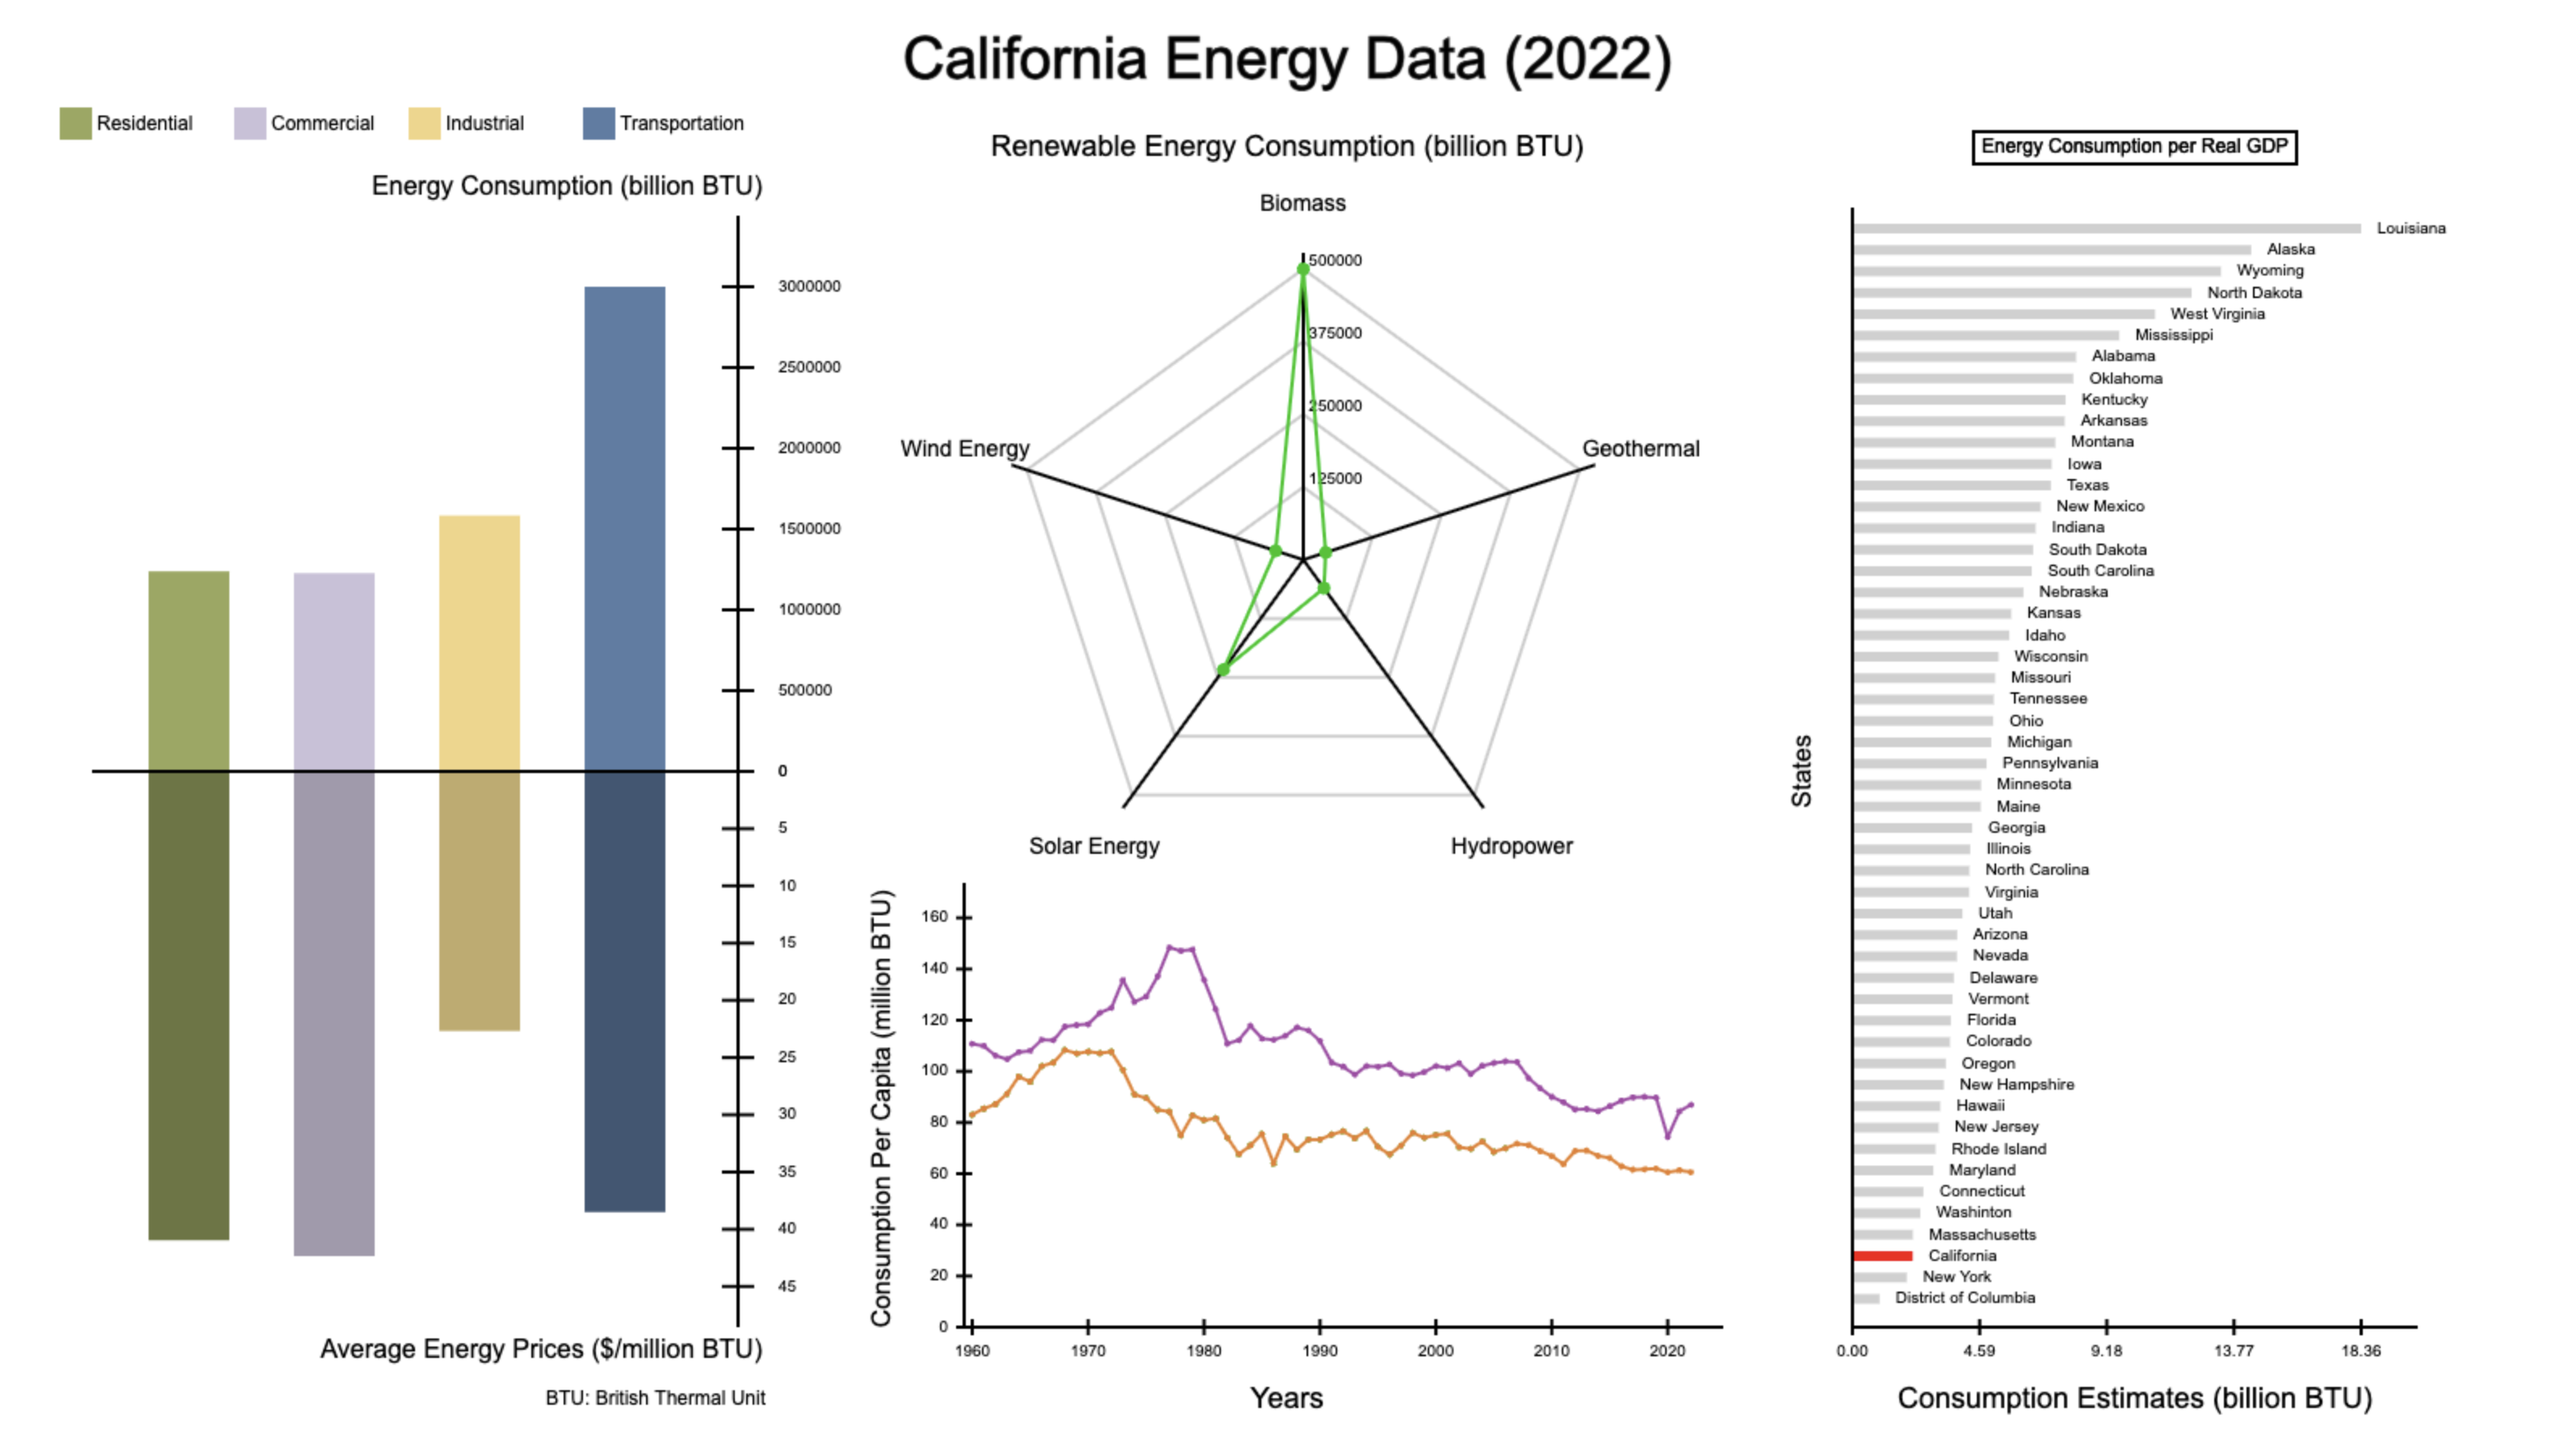 California Energy Data (2022)
Residential
Commercial
Industrial
Transportation
Energy Consumption (billion BTU)
3000000
2500000
2000000
1500000
1000000
500000
0
5
10
15
20
25
30
35
40
45
Average Energy Prices ($/million BTU)
BTU: British Thermal Unit
Renewable Energy Consumption (billion BTU)
Biomass
500000
375000
250000
125000
Wind Energy
Geothermal
Solar Energy
Hydropower
Consumption Per Capita (million BTU)
160
140
120
100
80
60
40
20
0
1960
1970
1980
1990
2000
2010
2020
Years
Energy Consumption per Real GDP
States
Louisiana
Alaska
Wyoming
North Dakota
West Virginia
Mississippi
Alabama
Oklahoma
Kentucky
Arkansas
Montana
Iowa
Texas
New Mexico
Indiana
South Dakota
South Carolina
Nebraska
Kansas
Idaho
Wisconsin
Missouri
Tennessee
Ohio
Michigan
Pennsylvania
Minnesota
Maine
Georgia
Illinois
North Carolina
Virginia
Utah
Arizona
Nevada
Delaware
Vermont
Florida
Colorado
Oregon
New Hampshire
Hawaii
New Jersey
Rhode Island
Maryland
Connecticut
Washinton
Massachusetts
California
New York
District of Columbia
0.00
4.59
9.18
13.77
18.36
Consumption Estimates (billion BTU)